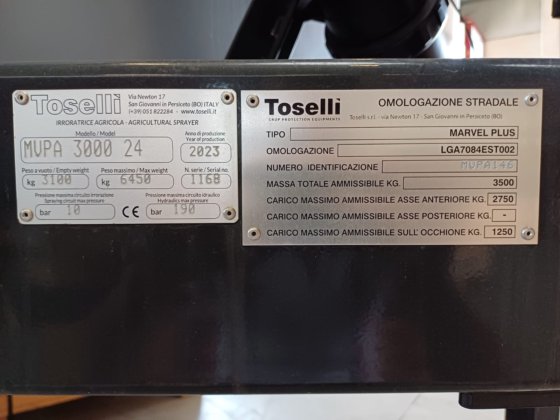 Toselli
Via Newton 17
San Giovanni in Persiceto (BO) ITALY
(+39) 051 822284 - www.toselli.it
IRRORATRICE AGRICOLA - AGRICULTURAL SPRAYER
Modello / Model
MVPA 3000 24
Anno di produzione
Year of production
2023
Peso a vuoto / Empty weight
kg 3100
Peso massimo / Max weight
kg 6450
N. serie / Serial no.
1168
Pressione massima circuito irrorazione
Spraying circuit max pressure
bar 10
CE
Pressione massima circuito idraulico
Hydraulics max pressure
bar 190
Toselli
CROP PROTECTION EQUIPMENTS
OMOLOGAZIONE STRADALE
Toselli s.r.l. - via Newton 17 - San Giovanni in Persiceto (BO)
TIPO MARVEL PLUS
OMOLOGAZIONE LGA7084EST002
NUMERO IDENTIFICAZIONE MVPA146
MASSA TOTALE AMMISSIBILE KG. 3500
CARICO MASSIMO AMMISSIBILE ASSE ANTERIORE KG. 2750
CARICO MASSIMO AMMISSIBILE ASSE POSTERIORE KG. -
CARICO MASSIMO AMMISSIBILE SULL' OCCHIONE KG. 1250